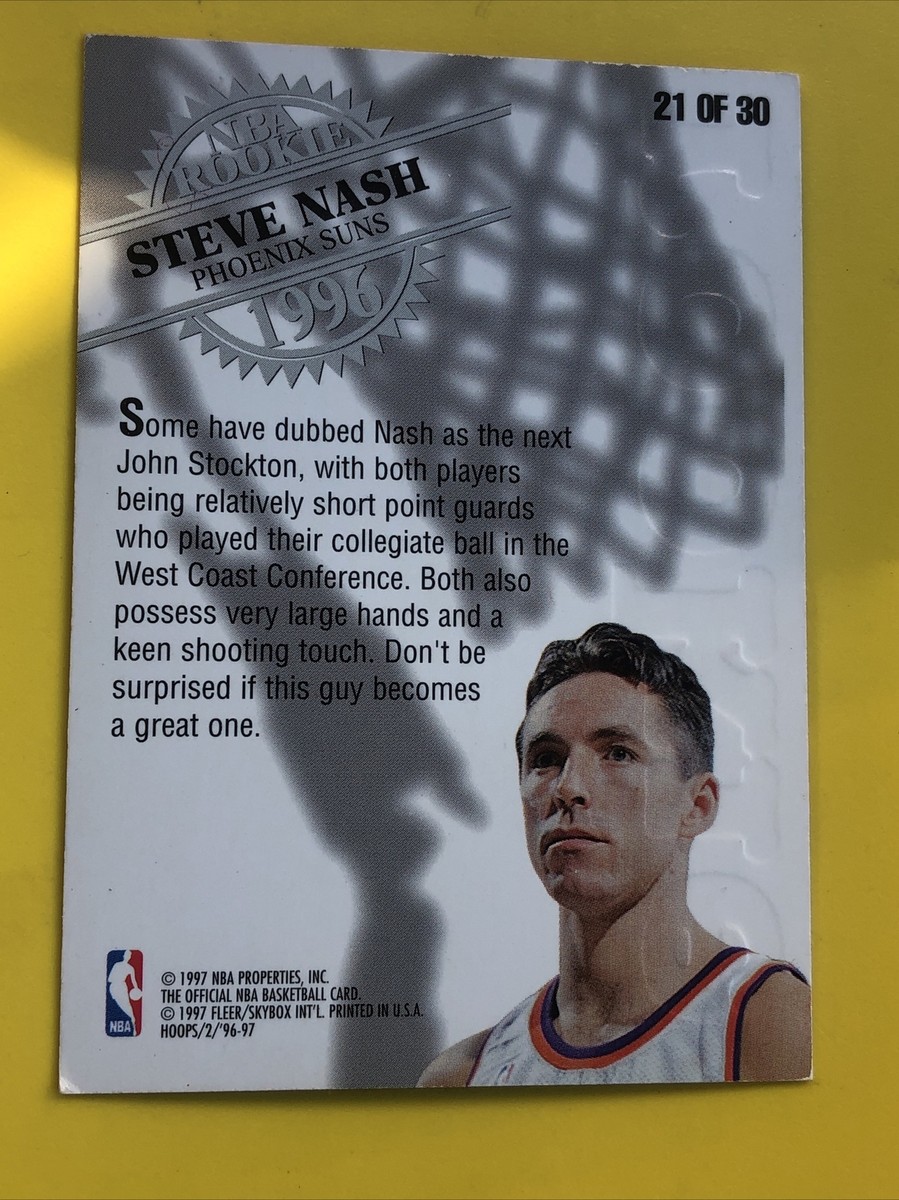 21 OF 30
NBA
ROOKIE
STEVE NASH
PHOENIX SUNS
1996
Some have dubbed Nash as the next
John Stockton, with both players
being relatively short point guards
who played their collegiate ball in the
West Coast Conference. Both also
possess very large hands and a
keen shooting touch. Don't be
surprised if this guy becomes
a great one.
NBA
© 1997 NBA PROPERTIES, INC.
THE OFFICIAL NBA BASKETBALL CARD.
© 1997 FLEER/SKYBOX INT'L. PRINTED IN U.S.A.
HOOPS/2/'96-97